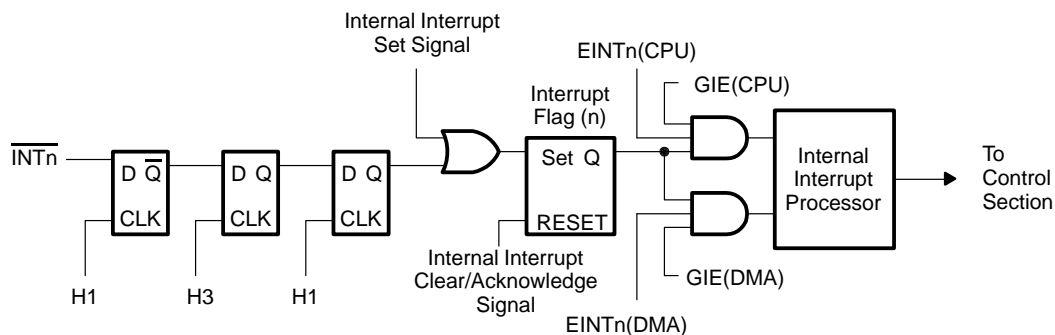 Internal Interrupt
Set Signal
EINTn(CPU)
GIE(CPU)
Interrupt
Flag (n)
INTn
D Q
CLK
D Q
CLK
D Q
CLK
Set Q
RESET
Internal
Interrupt
Processor
To
Control
Section
Internal Interrupt
Clear/Acknowledge
Signal
GIE(DMA)
EINTn(DMA)
H1
H3
H1